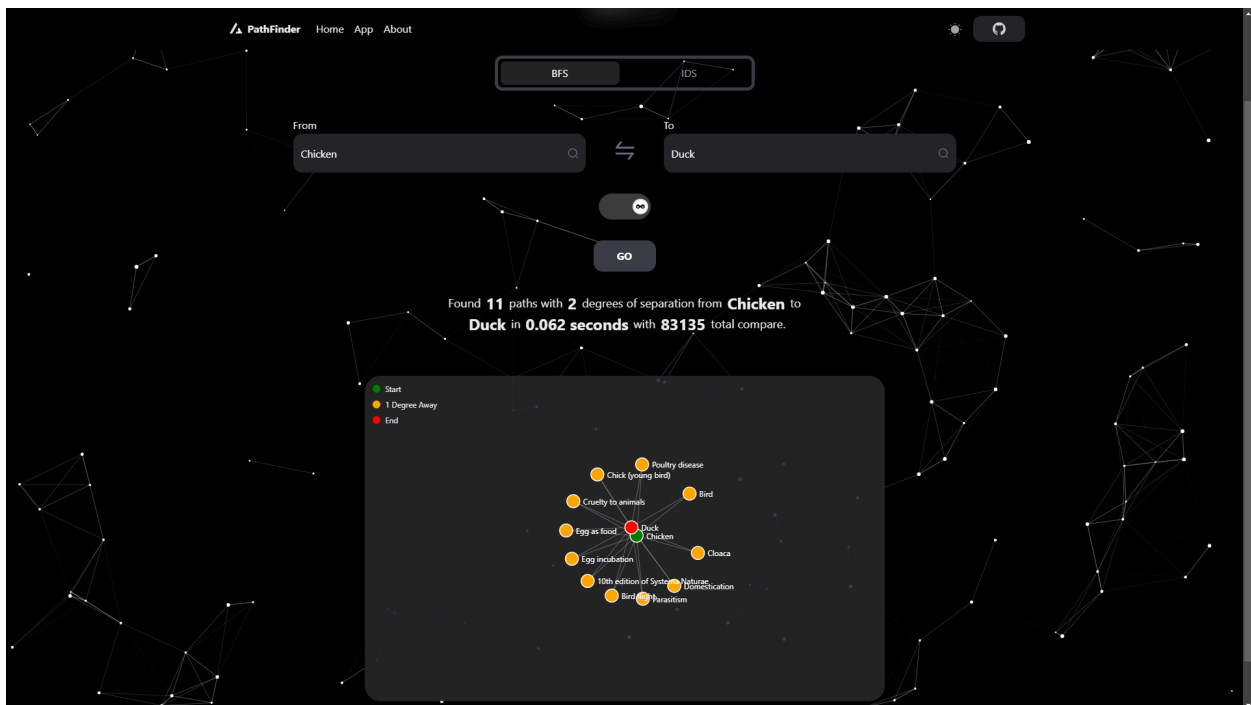 PathFinder Home App About
BFS IDS
From To
Chicken Duck
GO
Found 11 paths with 2 degrees of separation from Chicken to
Duck in 0.062 seconds with 83135 total compare.
Start
1 Degree Away
End
Poultry disease
Chick (young bird)
Bird
Cruelty to animals
Duck
Egg as food
Chicken
Cloaca
Egg incubation
10th edition of Systema Naturae
Domestication
Bird flight
Parasitism